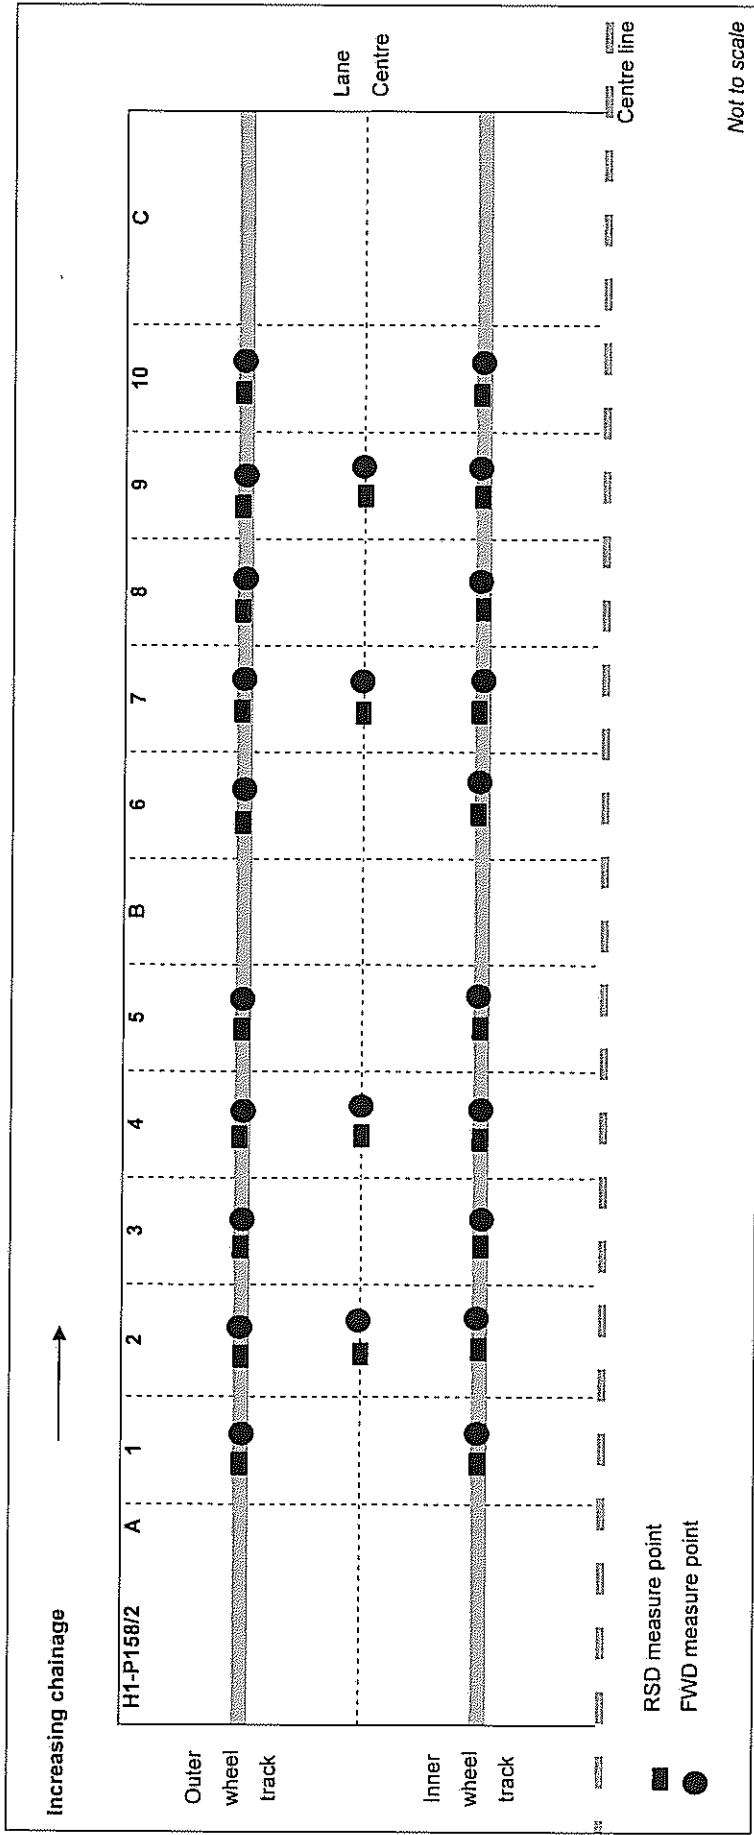 Increasing chainage
H1-P158/2
A
1
2
3
4
5
B
6
7
8
9
10
C
Outer
wheel
track
Lane
Centre
Inner
wheel
track
Centre line
RSD measure point
FWD measure point
Not to scale